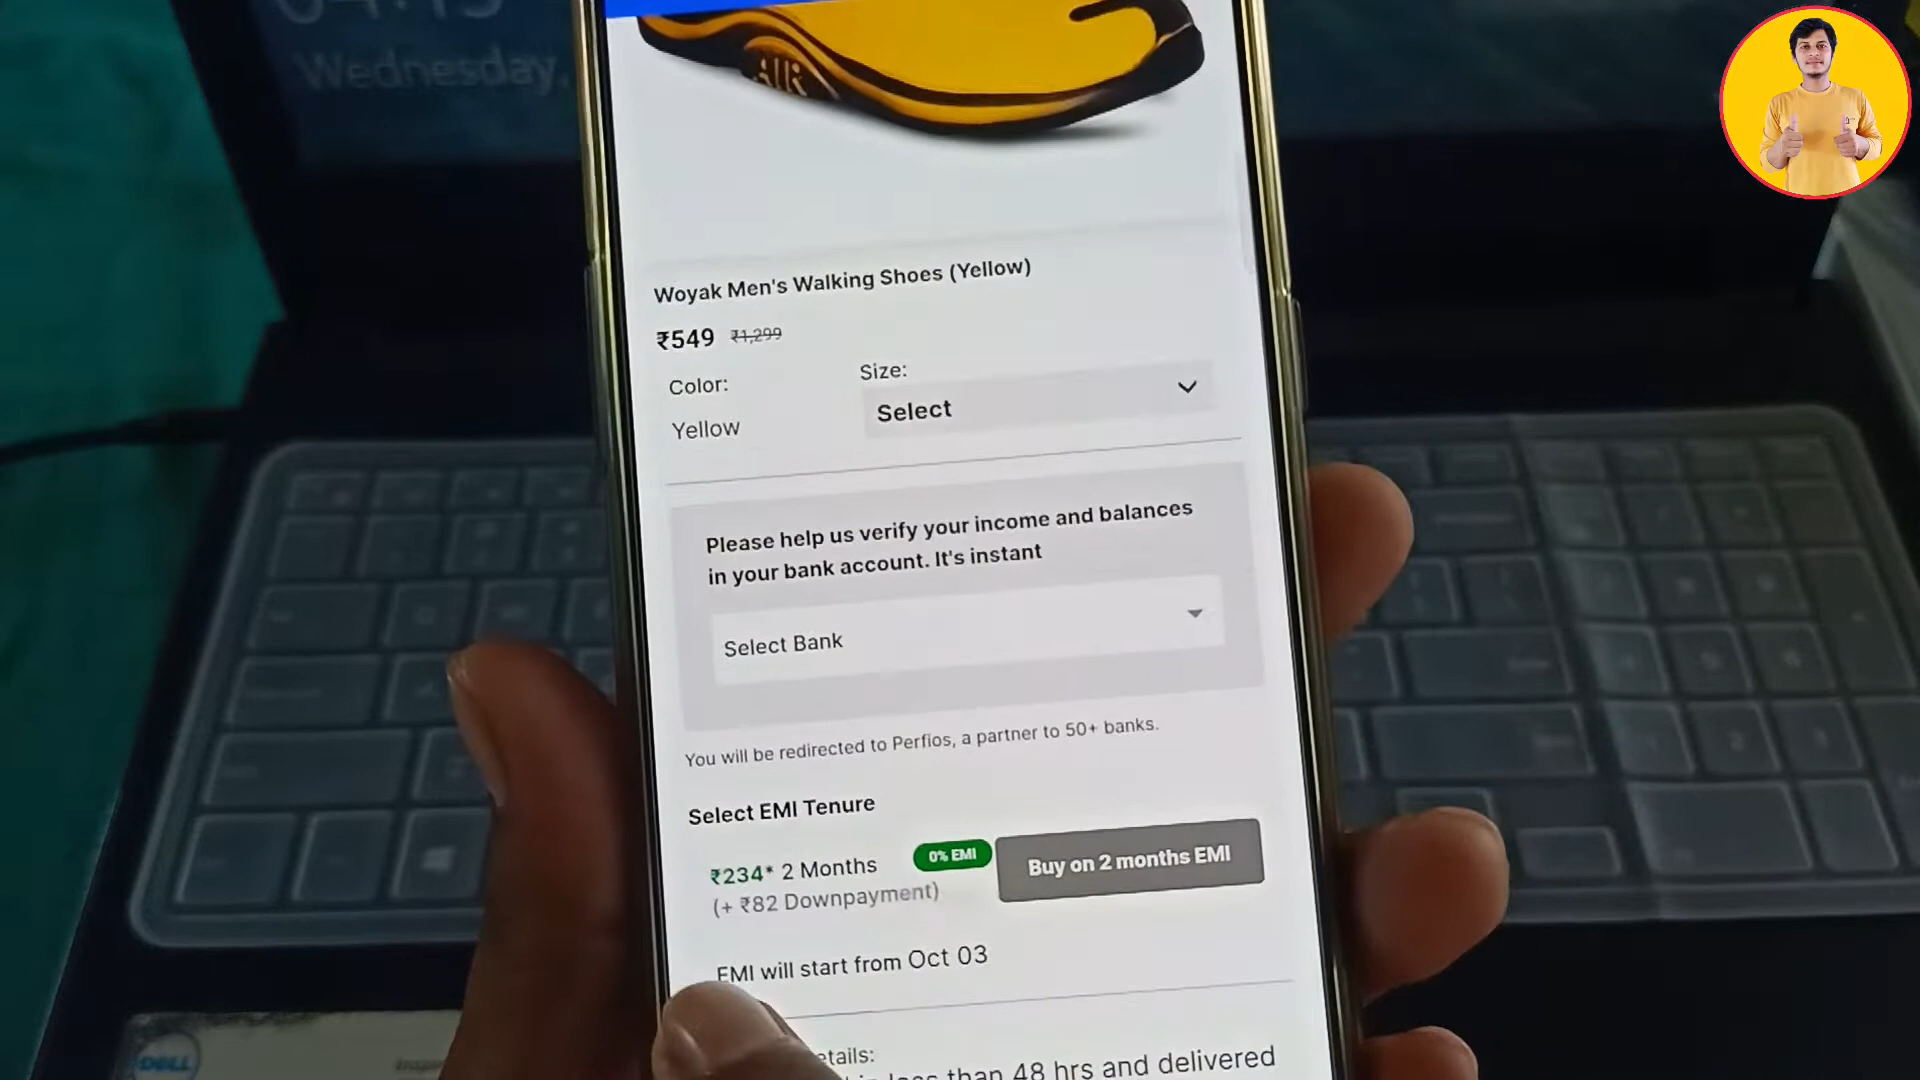 Wednesday,
Woyak Men's Walking Shoes (Yellow)
₹549 ₹1,299
Color:
Size:
Yellow
Select
Please help us verify your income and balances
in your bank account. It's instant
Select Bank
You will be redirected to Perfios, a partner to 50+ banks.
Select EMI Tenure
₹234* 2 Months
0% EMI
Buy on 2 months EMI
(+ ₹82 Downpayment)
EMI will start from Oct 03
etails:
than 48 hrs and delivered
DELL